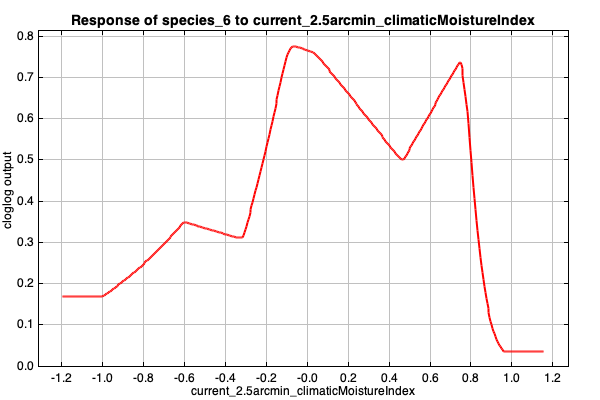 Response of species_6 to current_2.5arcmin_climaticMoistureIndex
0.8
0.7
0.6
0.5
0.4
0.3
0.2
0.1
0.0
cloglog output
-1.2 -1.0 -0.8 -0.6 -0.4 -0.2 0.0 0.2 0.4 0.6 0.8 1.0 1.2
current_2.5arcmin_climaticMoistureIndex